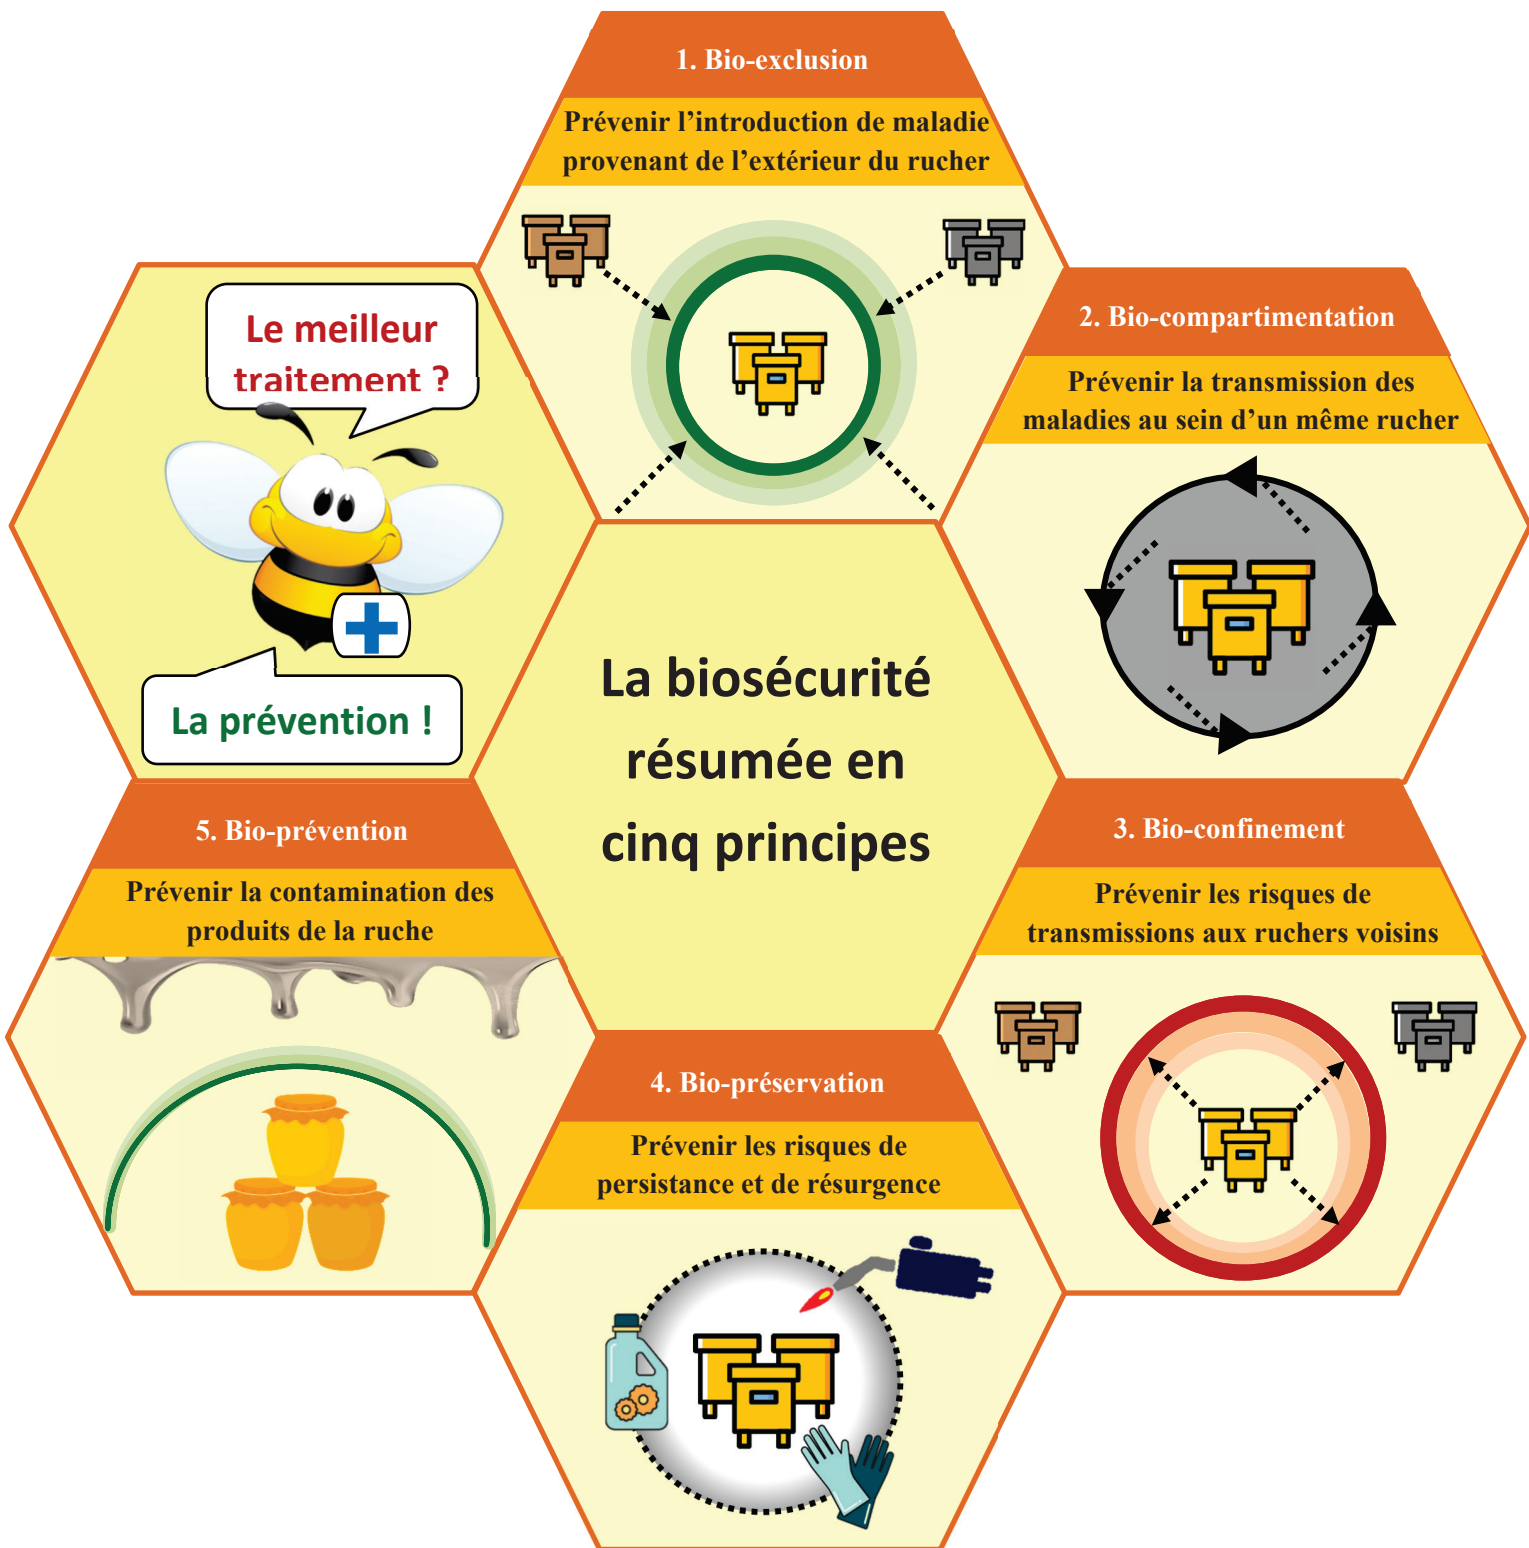 1. Bio-exclusion
Prévenir l’introduction de maladie
provenant de l’extérieur du rucher
2. Bio-compartimentation
Prévenir la transmission des
maladies au sein d’un même rucher
3. Bio-confinement
Prévenir les risques de
transmissions aux ruchers voisins
4. Bio-préservation
Prévenir les risques de
persistance et de résurgence
5. Bio-prévention
Prévenir la contamination des
produits de la ruche
Le meilleur
traitement ?
La prévention !
La biosécurité
résumée en
cinq principes